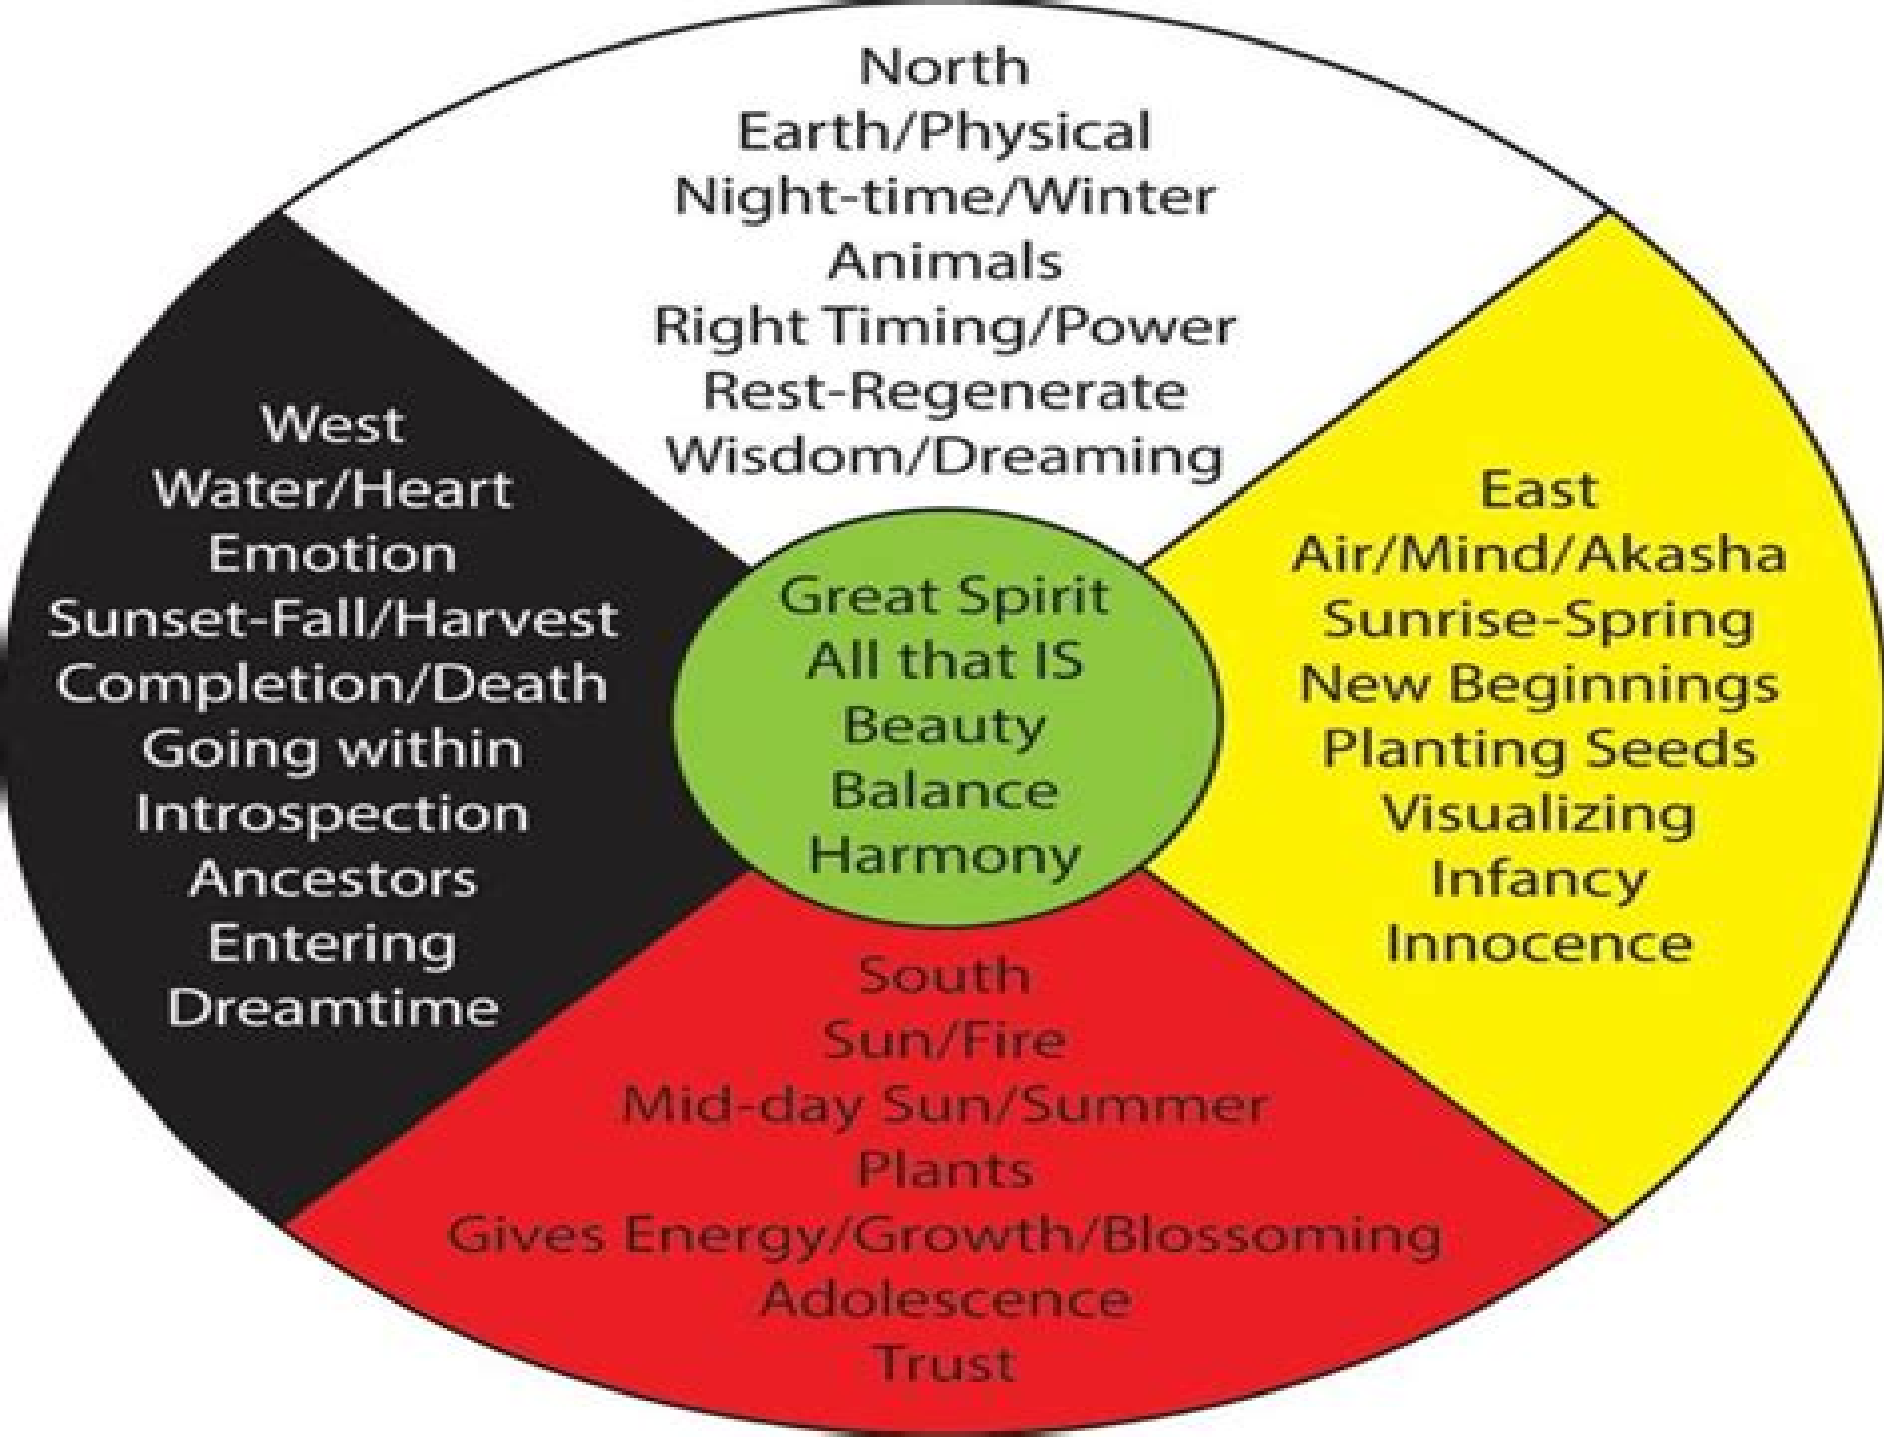 North
Earth/Physical
Night-time/Winter
Animals
Right Timing/Power
Rest-Regenerate
Wisdom/Dreaming
West
Water/Heart
Emotion
Sunset-Fall/Harvest
Completion/Death
Going within
Introspection
Ancestors
Entering
Dreamtime
Great Spirit
All that IS
Beauty
Balance
Harmony
East
Air/Mind/Akasha
Sunrise-Spring
New Beginnings
Planting Seeds
Visualizing
Infancy
Innocence
South
Sun/Fire
Mid-day Sun/Summer
Plants
Gives Energy/Growth/Blossoming
Adolescence
Trust